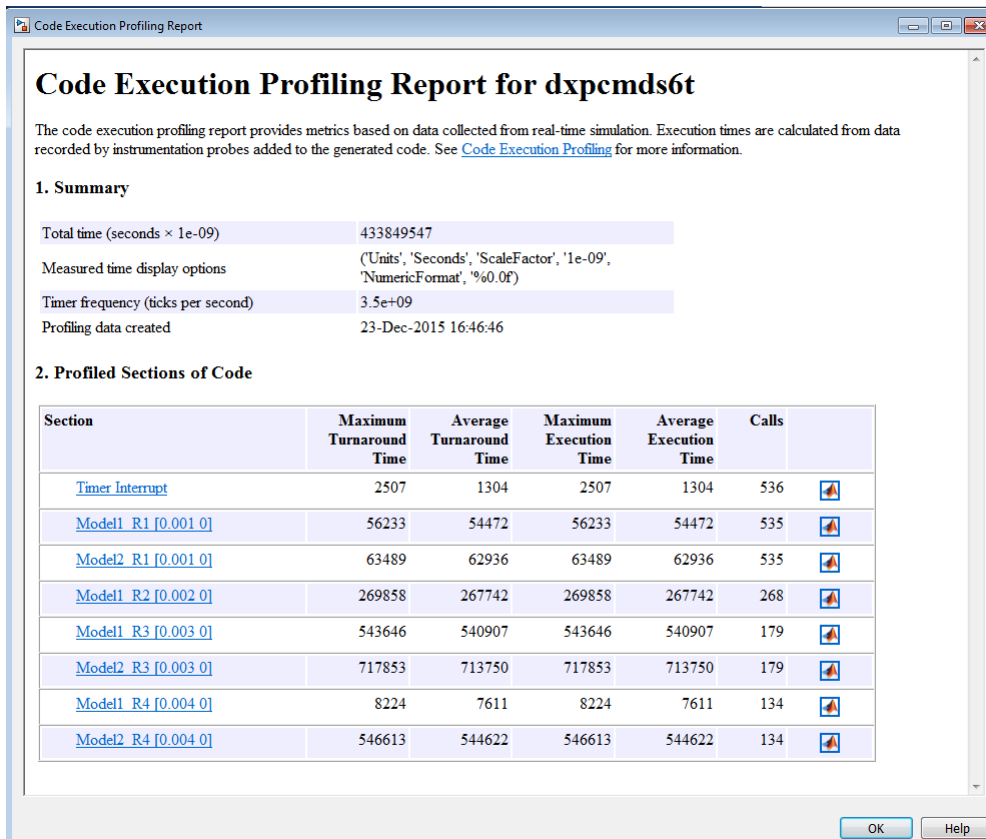 Code Execution Profiling Report
Code Execution Profiling Report for dxpcmds6t
The code execution profiling report provides metrics based on data collected from real-time simulation. Execution times are calculated from data
recorded by instrumentation probes added to the generated code. See Code Execution Profiling for more information.
1. Summary
Total time (seconds × 1e-09) 433849547
Measured time display options ('Units', 'Seconds', 'ScaleFactor', '1e-09',
'NumericFormat', '%0.0f')
Timer frequency (ticks per second) 3.5e+09
Profiling data created 23-Dec-2015 16:46:46
2. Profiled Sections of Code
Section Maximum Average Maximum Average Calls
Turnaround Turnaround Execution Execution
Time Time Time Time
Timer Interrupt 2507 1304 2507 1304 536
Model1_R1 [0.001 0] 56233 54472 56233 54472 535
Model2_R1 [0.001 0] 63489 62936 63489 62936 535
Model1_R2 [0.002 0] 269858 267742 269858 267742 268
Model1_R3 [0.003 0] 543646 540907 543646 540907 179
Model2_R3 [0.003 0] 717853 713750 717853 713750 179
Model1_R4 [0.004 0] 8224 7611 8224 7611 134
Model2_R4 [0.004 0] 546613 544622 546613 544622 134
OK Help